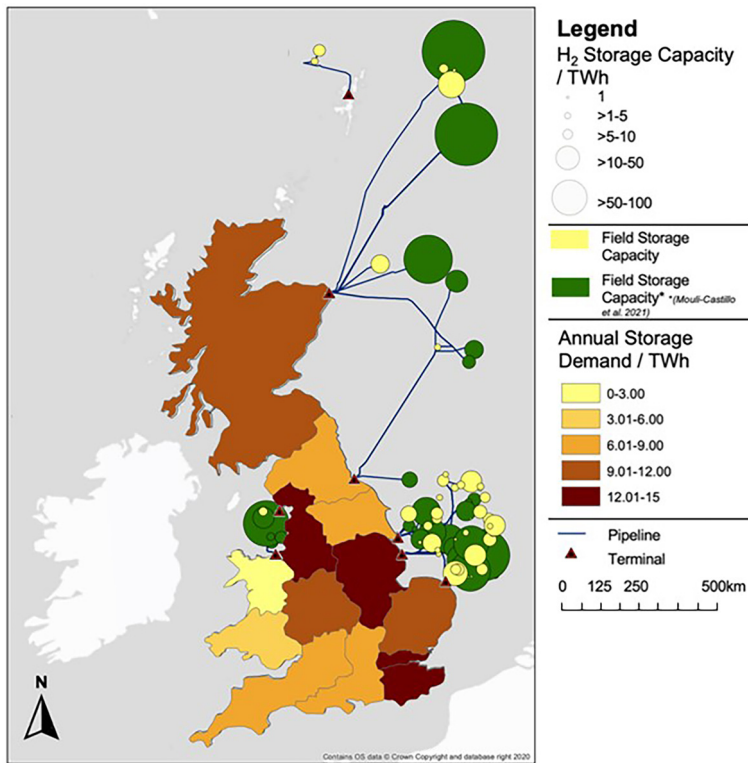 Legend
H₂ Storage Capacity
/ TWh
1
>1-5
>5-10
>10-50
>50-100
Field Storage
Capacity
Field Storage
Capacity* *(Mouli-Castillo
et al. 2021)
Annual Storage
Demand / TWh
0-3.00
3.01-6.00
6.01-9.00
9.01-12.00
12.01-15
Pipeline
Terminal
0 125 250 500km
N
Contains OS data © Crown Copyright and database right 2020